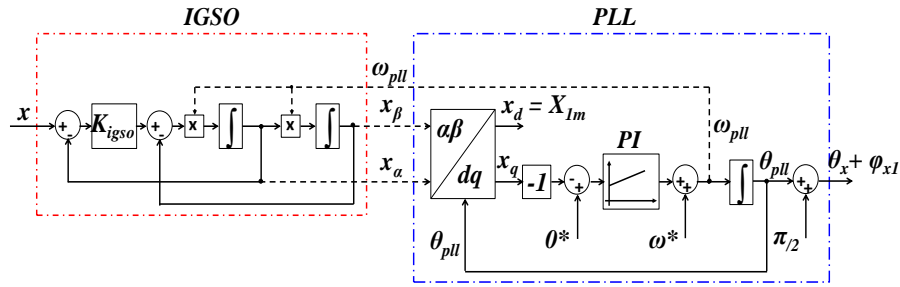 IGSO
PLL
x
+
-
K_igso
+
-
x
∫
x
∫
ω_pll
x_β
x_α
αβ
dq
x_d = X_1m
x_q
-1
-
+
0*
PI
+
+
ω*
ω_pll
∫
θ_pll
θ_pll
+
+
π/2
θ_x + φ_x1